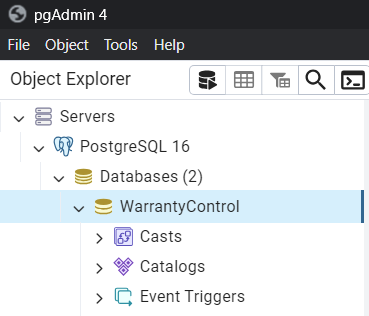 pgAdmin 4
File Object Tools Help
Object Explorer
Servers
PostgreSQL 16
Databases (2)
WarrantyControl
Casts
Catalogs
Event Triggers